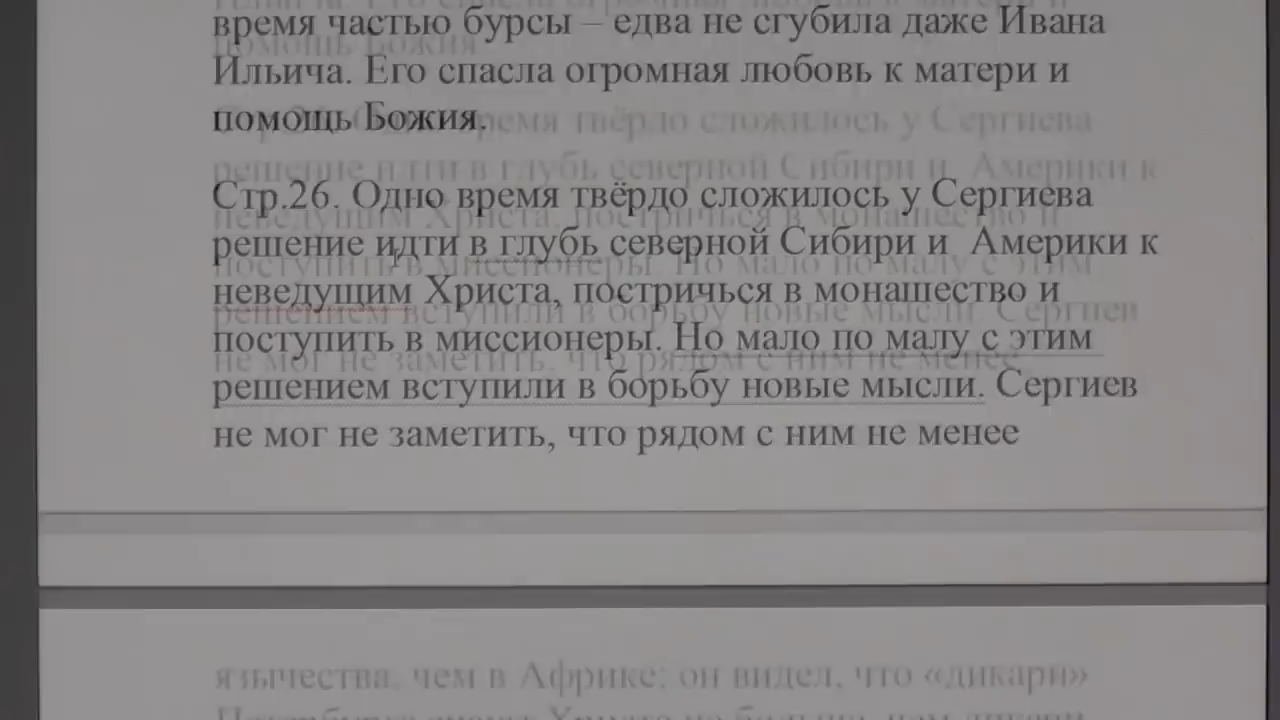 время частью бурсы – едва не сгубила даже Ивана
Ильича. Его спасла огромная любовь к матери и
помощь Божия.
Стр.26. Одно время твёрдо сложилось у Сергиева
решение идти в глубь северной Сибири и Америки к
неведущим Христа, постричься в монашество и
поступить в миссионеры. Но мало по малу с этим
решением вступили в борьбу новые мысли. Сергиев
не мог не заметить, что рядом с ним не менее
язычества, чем в Африке; он видел, что «дикари»